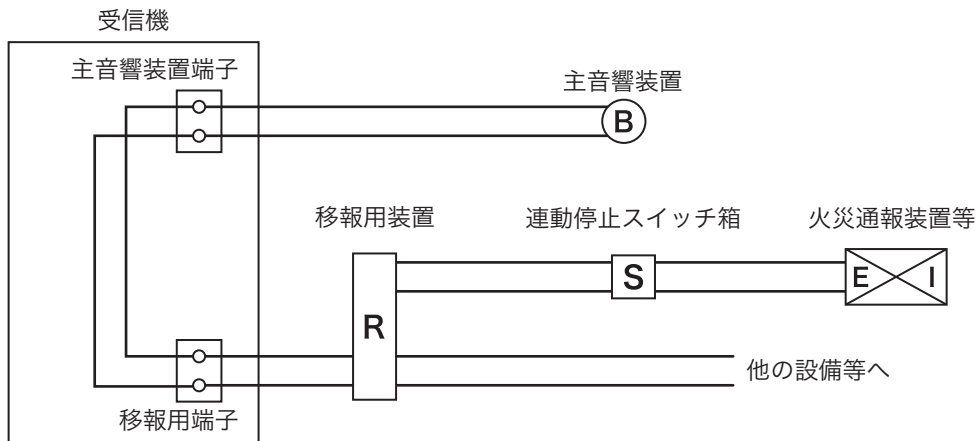 受信機
主音響装置端子
主音響装置
B
移報用装置
連動停止スイッチ箱
火災通報装置等
S
E I
R
他の設備等へ
移報用端子